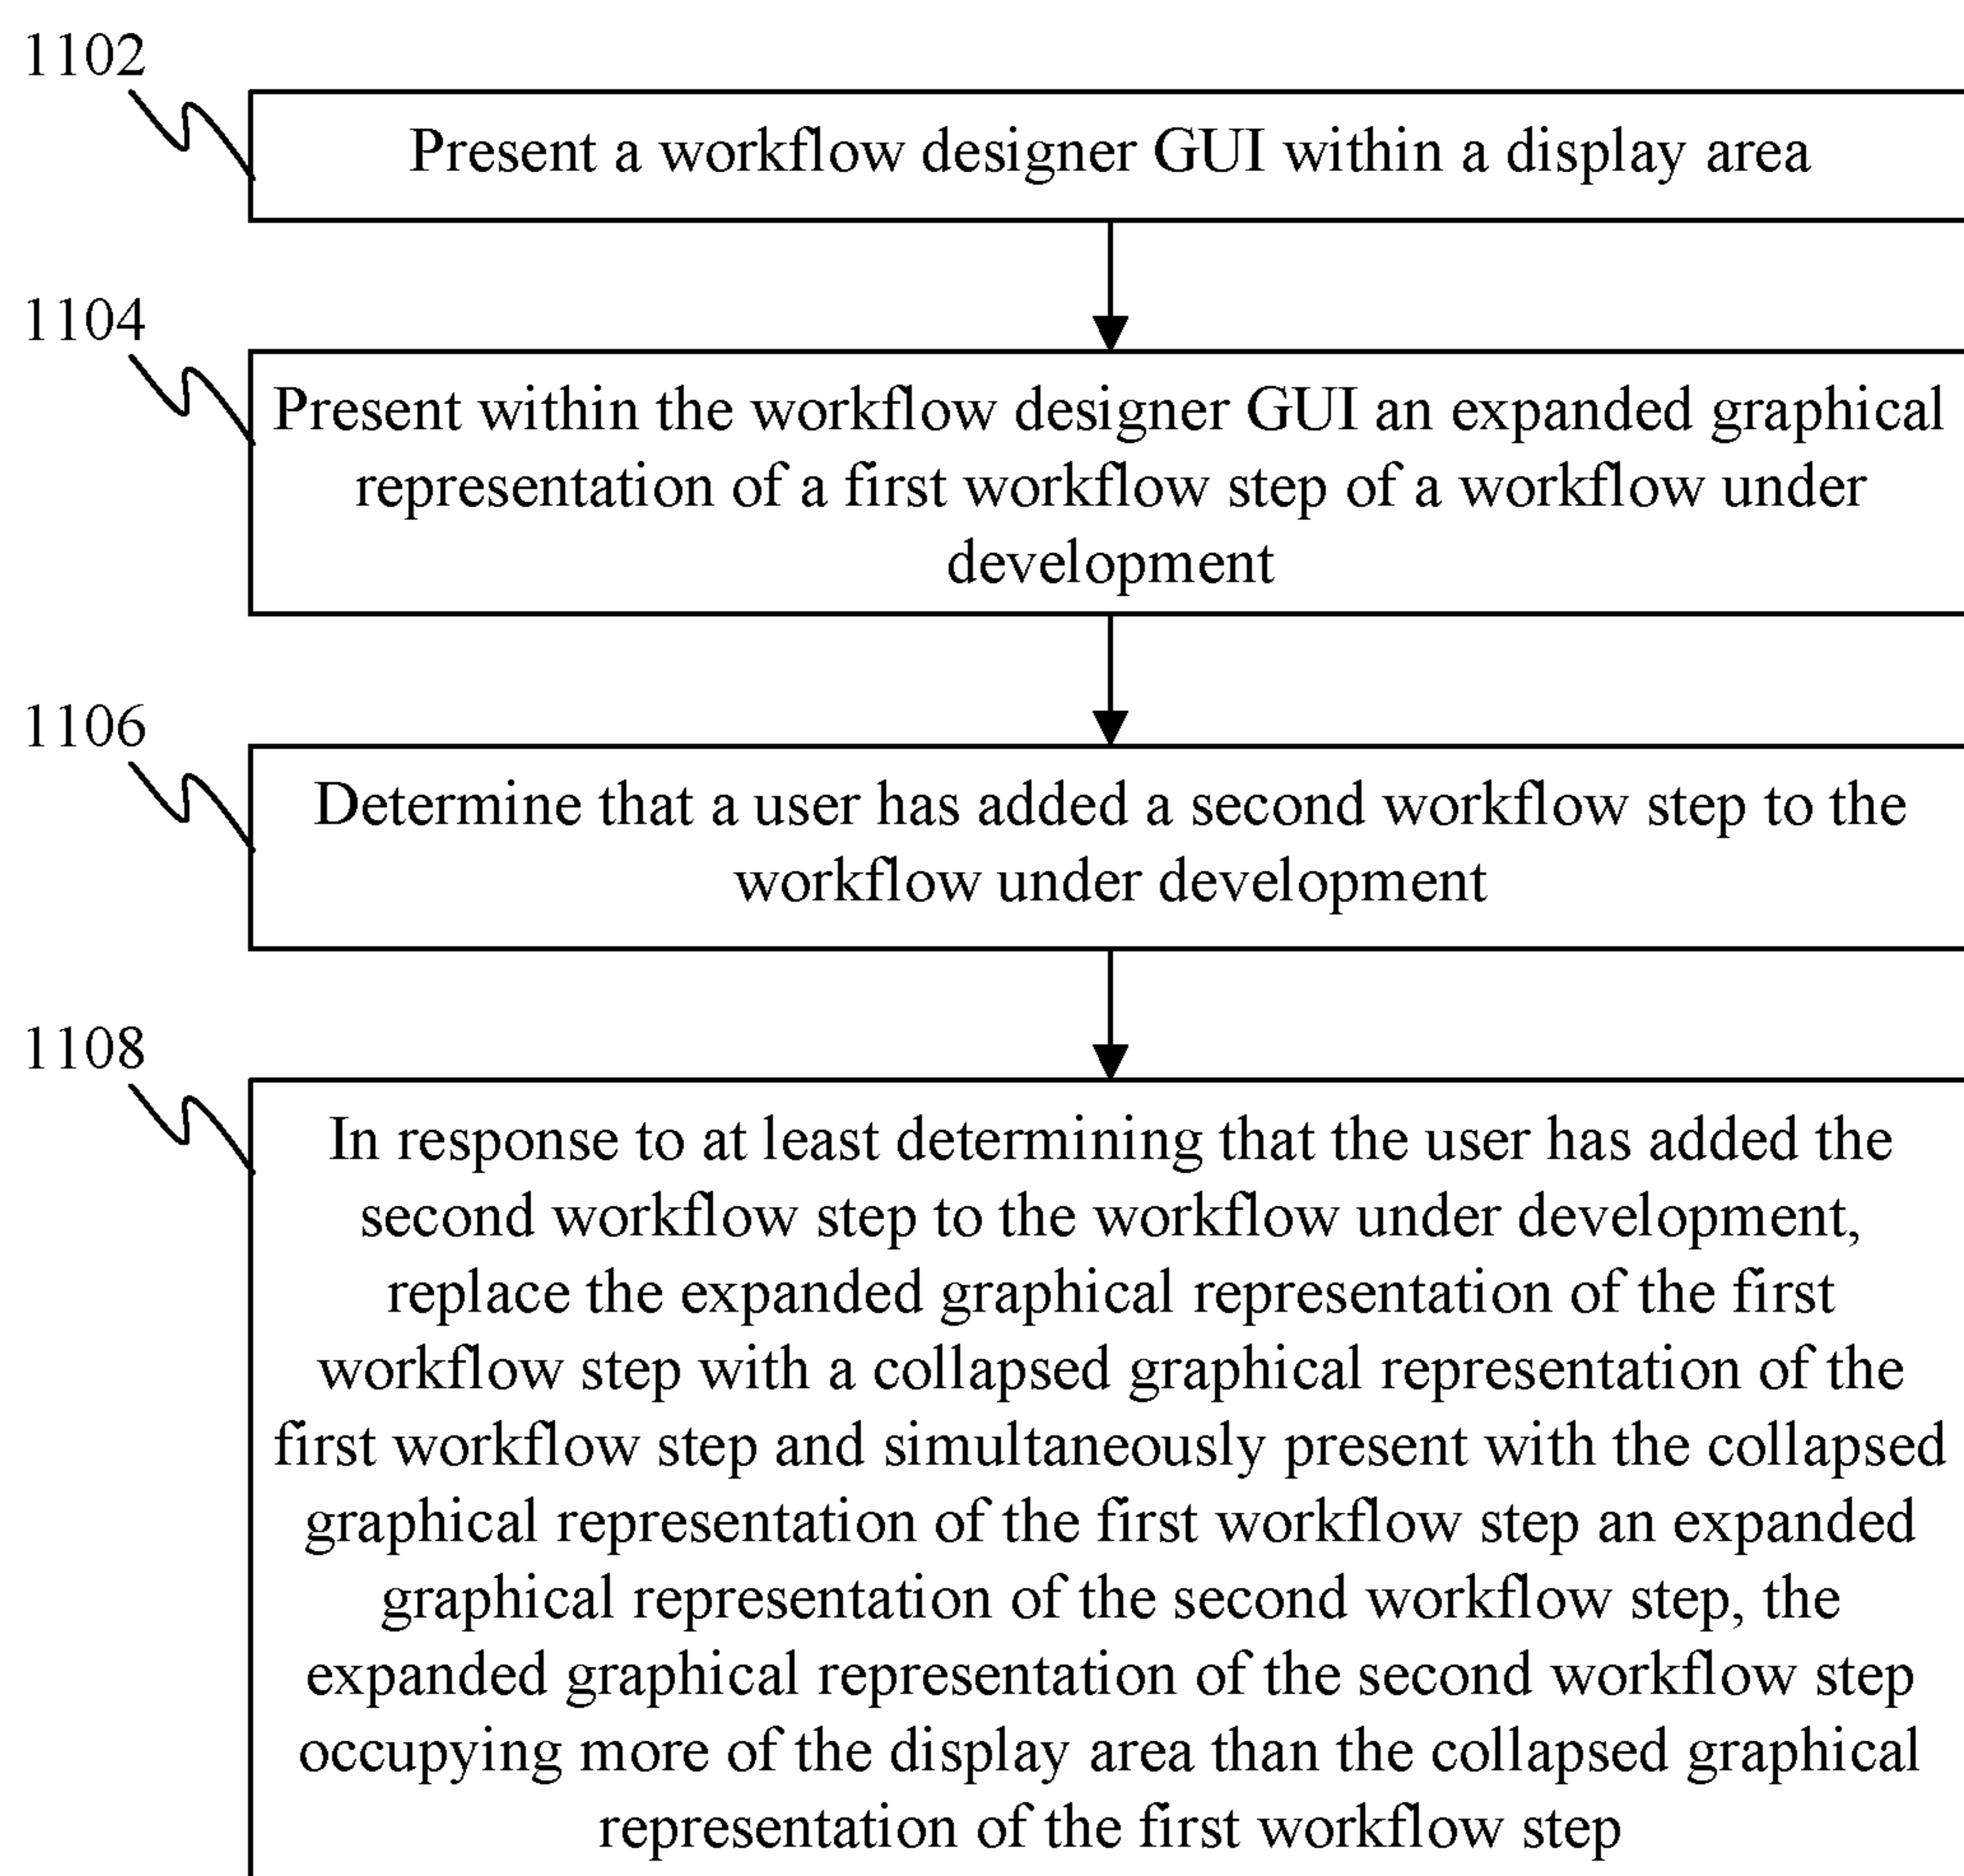 1102
Present a workflow designer GUI within a display area
1104
Present within the workflow designer GUI an expanded graphical
representation of a first workflow step of a workflow under
development
1106
Determine that a user has added a second workflow step to the
workflow under development
1108
In response to at least determining that the user has added the
second workflow step to the workflow under development,
replace the expanded graphical representation of the first
workflow step with a collapsed graphical representation of the
first workflow step and simultaneously present with the collapsed
graphical representation of the first workflow step an expanded
graphical representation of the second workflow step, the
expanded graphical representation of the second workflow step
occupying more of the display area than the collapsed graphical
representation of the first workflow step